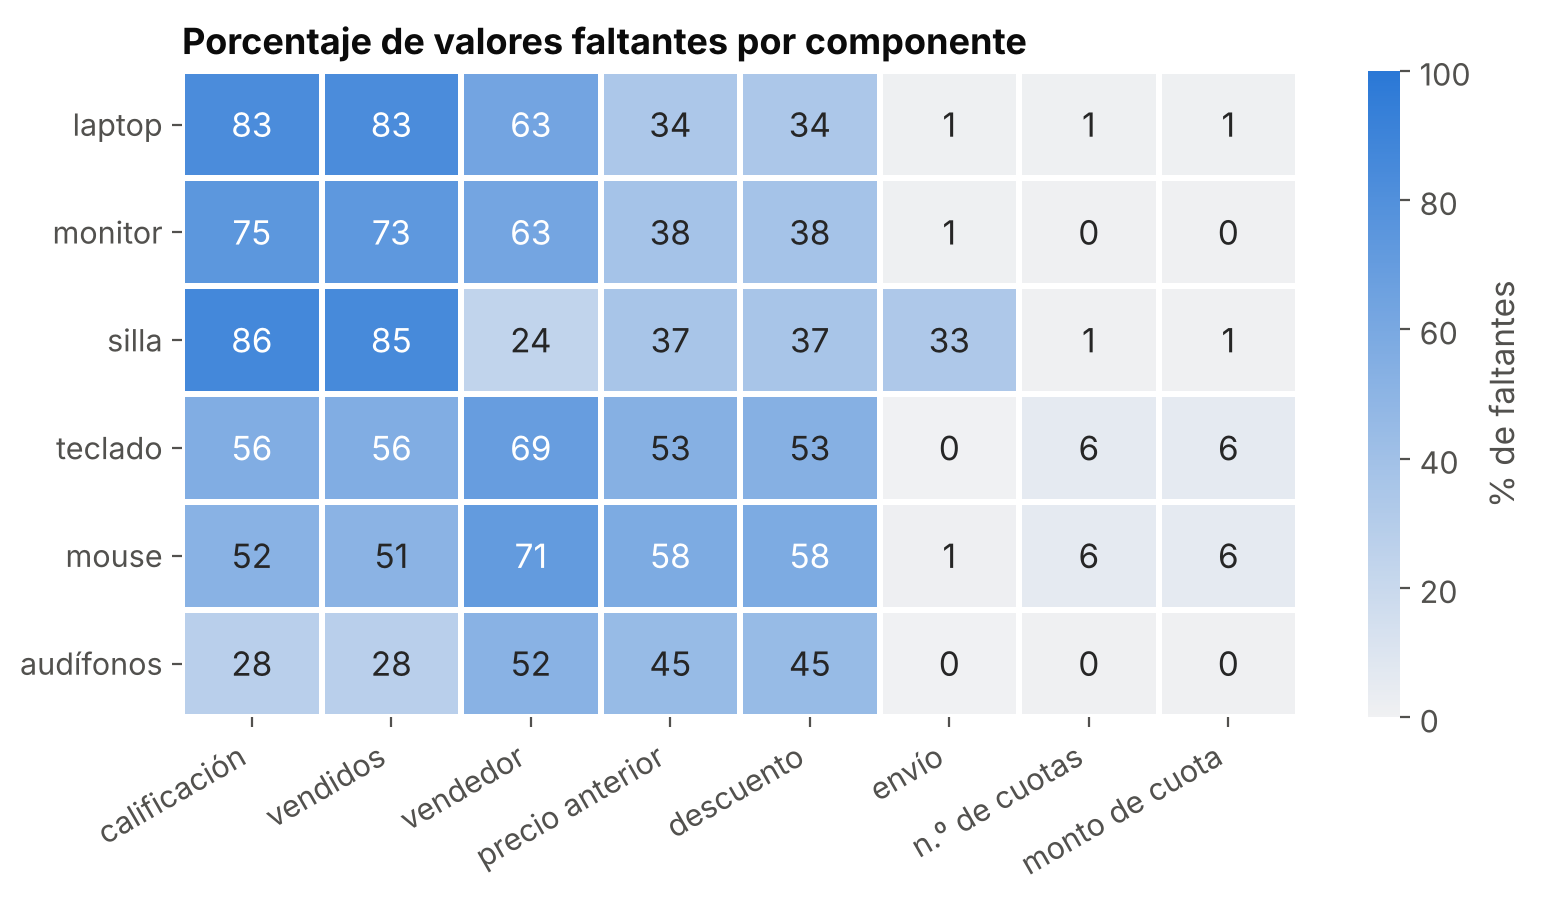 Porcentaje de valores faltantes por componente
laptop 83 83 63 34 34 1 1 1
monitor 75 73 63 38 38 1 0 0
silla 86 85 24 37 37 33 1 1
teclado 56 56 69 53 53 0 6 6
mouse 52 51 71 58 58 1 6 6
audífonos 28 28 52 45 45 0 0 0
calificación vendidos vendedor precio anterior descuento envío n.º de cuotas monto de cuota
100
80
60
40
20
0
% de faltantes